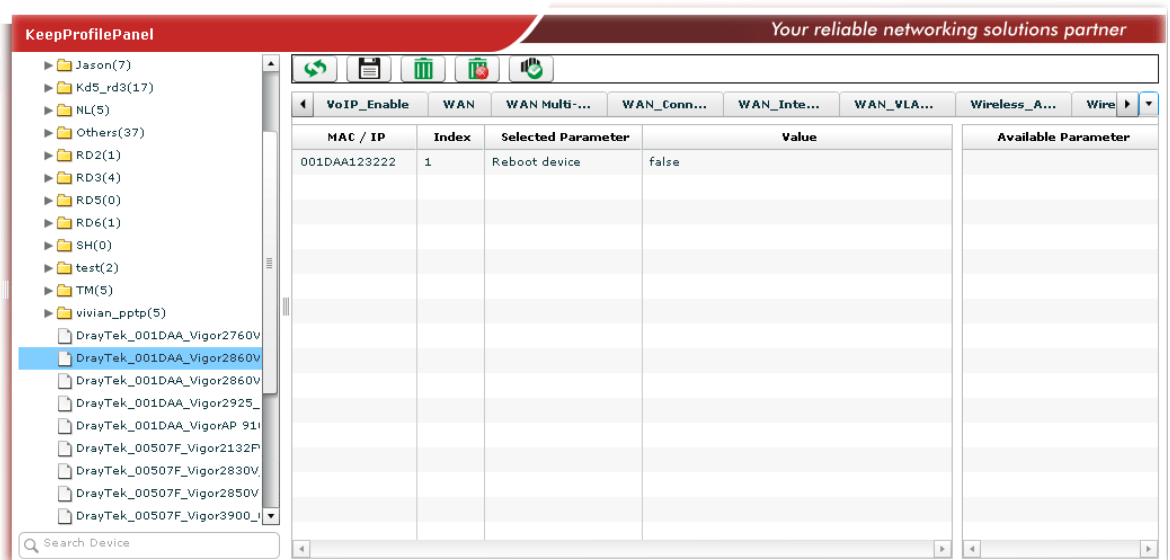 Your reliable networking solutions partner
KeepProfilePanel
Jason(7)
Kd5_rd3(17)
NL(5)
Others(37)
RD2(1)
RD3(4)
RD5(0)
RD6(1)
SH(0)
test(2)
TM(5)
vivian_pptp(5)
DrayTek_001DAA_Vigor2760V
DrayTek_001DAA_Vigor2860V
DrayTek_001DAA_Vigor2860V
DrayTek_001DAA_Vigor2925_
DrayTek_001DAA_VigorAP 91
DrayTek_00507F_Vigor2132F
DrayTek_00507F_Vigor2830V
DrayTek_00507F_Vigor2850V
DrayTek_00507F_Vigor3900_
Search Device
VoIP_Enable WAN WAN Multi-... WAN_Conn... WAN_Inte... WAN_VLA... Wireless_A... Wire
MAC / IP Index Selected Parameter Value Available Parameter
001DAA123222 1 Reboot device false